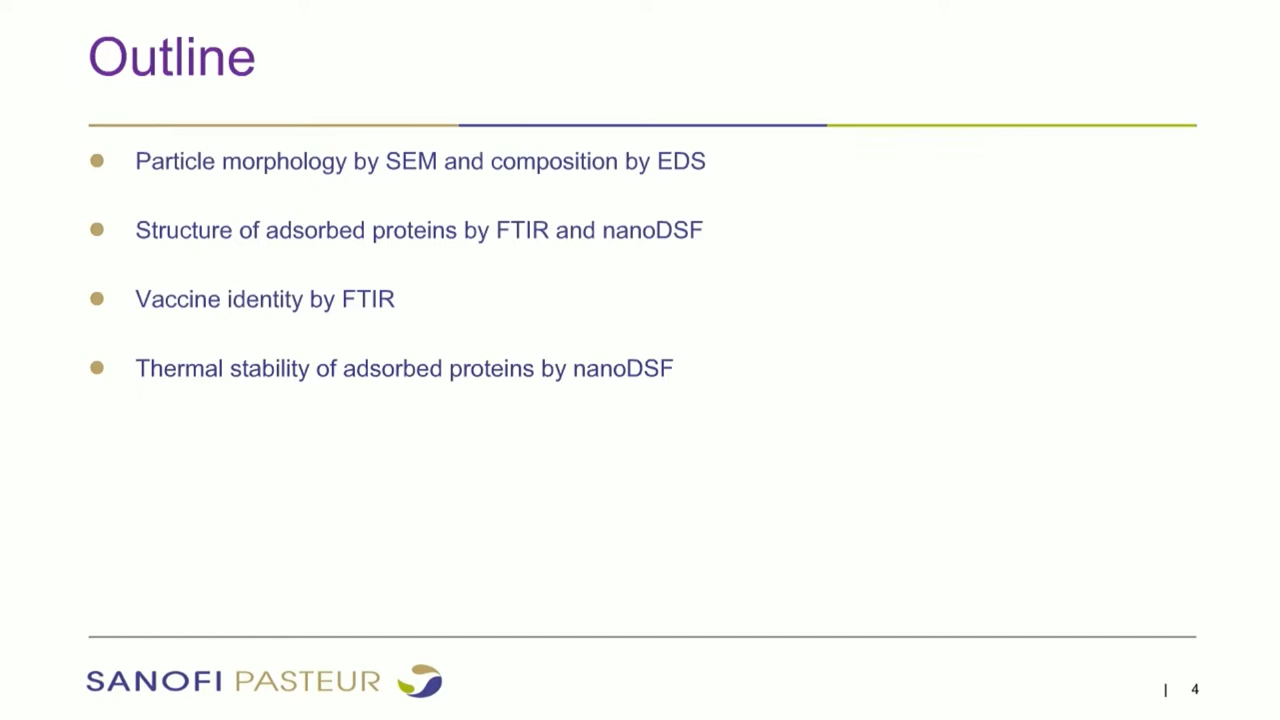 Outline
Particle morphology by SEM and composition by EDS
Structure of adsorbed proteins by FTIR and nanoDSF
Vaccine identity by FTIR
Thermal stability of adsorbed proteins by nanoDSF
SANOFI PASTEUR
| 4